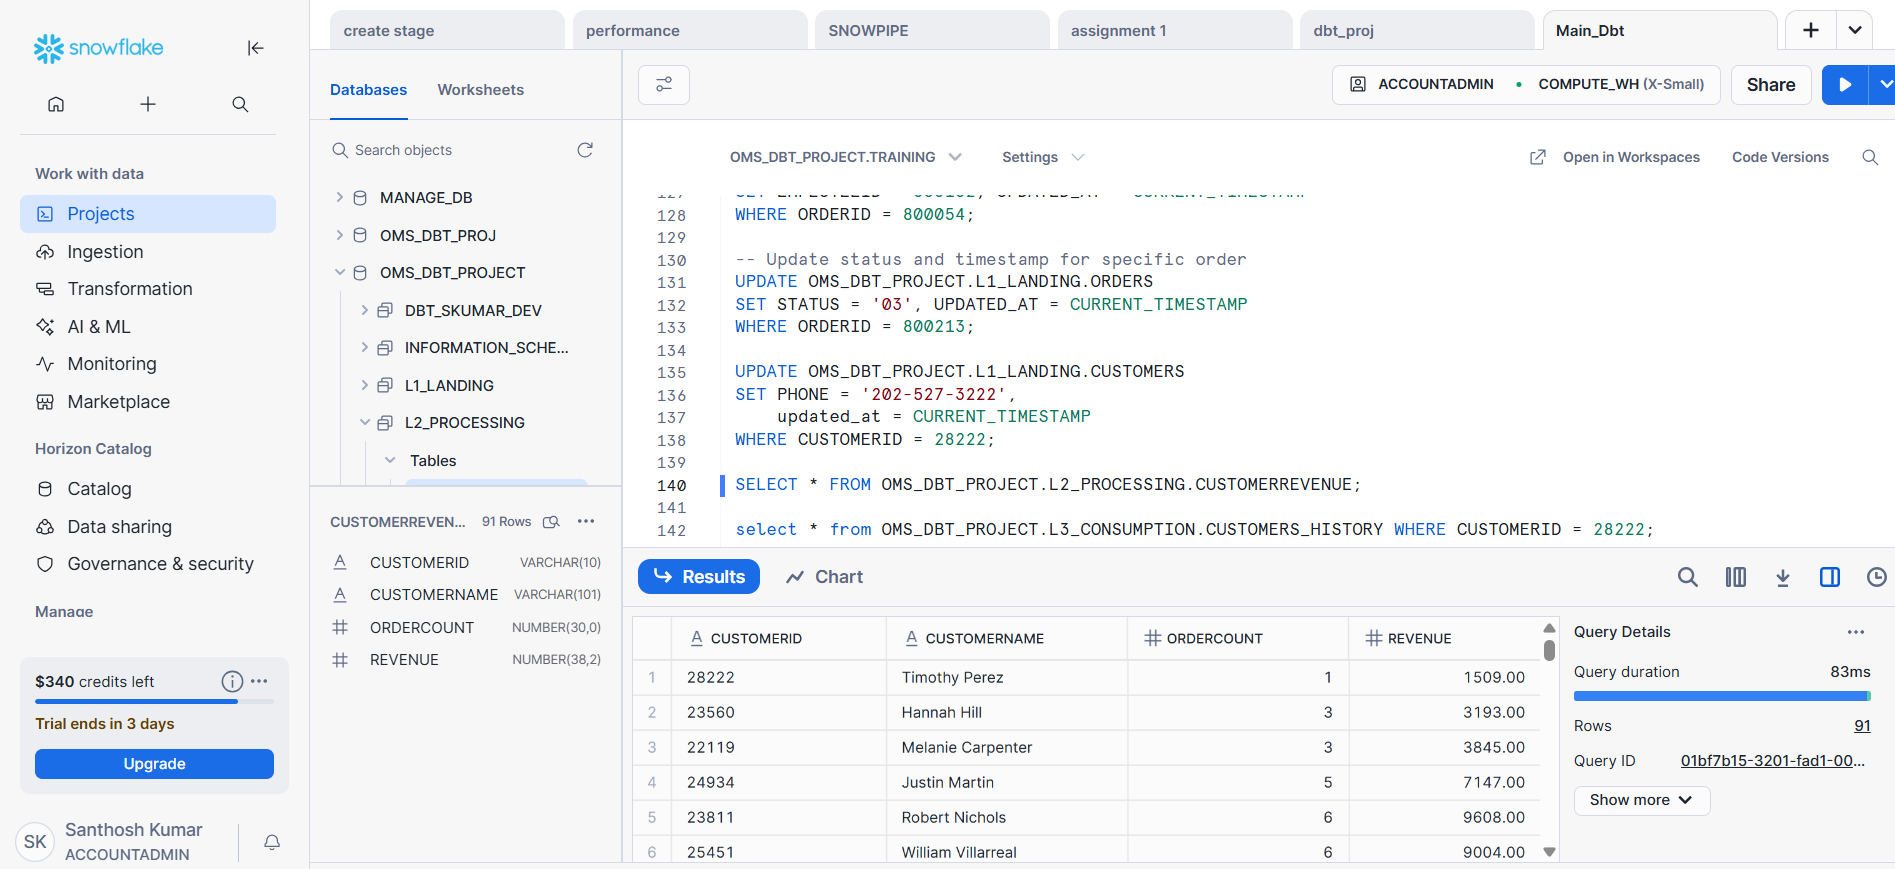 snowflake
Work with data
Projects
Ingestion
Transformation
AI & ML
Monitoring
Marketplace
Horizon Catalog
Catalog
Data sharing
Governance & security
Manage
$340 credits left
Trial ends in 3 days
Upgrade
SK
Santhosh Kumar
ACCOUNTADMIN
create stage
performance
SNOWPIPE
assignment 1
dbt_proj
Main_Dbt
Databases
Worksheets
Search objects
MANAGE_DB
OMS_DBT_PROJ
OMS_DBT_PROJECT
DBT_SKUMAR_DEV
INFORMATION_SCHE...
L1_LANDING
L2_PROCESSING
Tables
CUSTOMERREVEN... 91 Rows
CUSTOMERID VARCHAR(10)
CUSTOMERNAME VARCHAR(101)
ORDERCOUNT NUMBER(30,0)
REVENUE NUMBER(38,2)
ACCOUNTADMIN COMPUTE_WH (X-Small)
Share
OMS_DBT_PROJECT.TRAINING
Settings
Open in Workspaces
Code Versions
128 WHERE ORDERID = 800054;
129
130 -- Update status and timestamp for specific order
131 UPDATE OMS_DBT_PROJECT.L1_LANDING.ORDERS
132 SET STATUS = '03', UPDATED_AT = CURRENT_TIMESTAMP
133 WHERE ORDERID = 800213;
134
135 UPDATE OMS_DBT_PROJECT.L1_LANDING.CUSTOMERS
136 SET PHONE = '202-527-3222',
137 updated_at = CURRENT_TIMESTAMP
138 WHERE CUSTOMERID = 28222;
139
140 SELECT * FROM OMS_DBT_PROJECT.L2_PROCESSING.CUSTOMERREVENUE;
141
142 select * from OMS_DBT_PROJECT.L3_CONSUMPTION.CUSTOMERS_HISTORY WHERE CUSTOMERID = 28222;
Results
Chart
CUSTOMERID CUSTOMERNAME ORDERCOUNT REVENUE
1 28222 Timothy Perez 1 1509.00
2 23560 Hannah Hill 3 3193.00
3 22119 Melanie Carpenter 3 3845.00
4 24934 Justin Martin 5 7147.00
5 23811 Robert Nichols 6 9608.00
6 25451 William Villarreal 6 9004.00
Query Details
Query duration 83ms
Rows 91
Query ID 01bf7b15-3201-fad1-00...
Show more